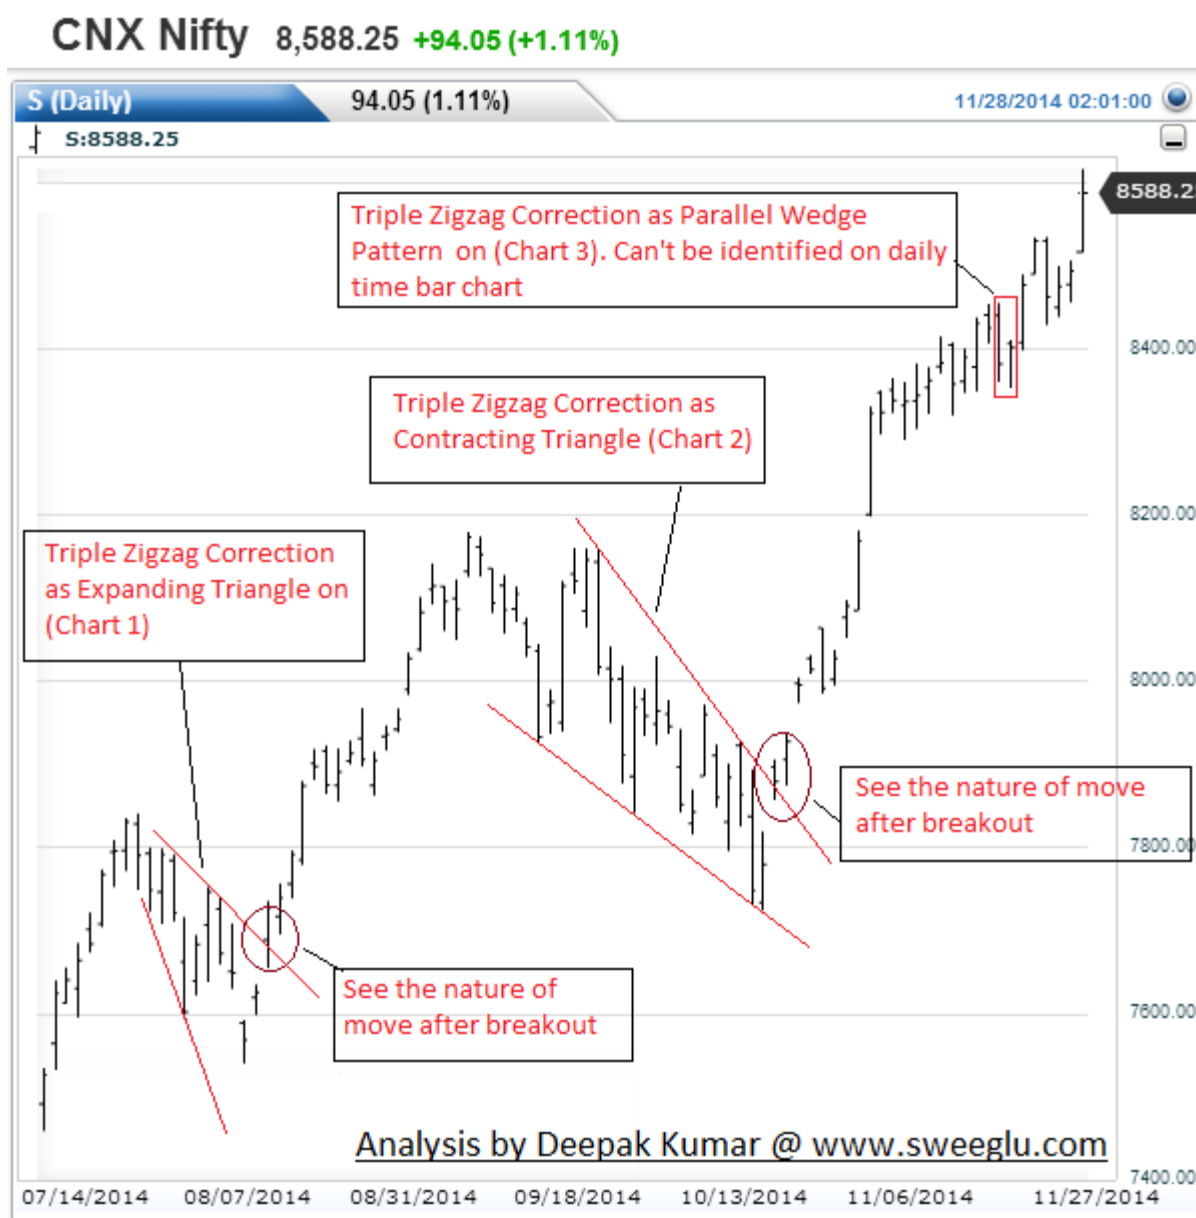 CNX Nifty 8,588.25 +94.05 (+1.11%)
S (Daily) 94.05 (1.11%) 11/28/2014 02:01:00
S:8588.25
8588.2
Triple Zigzag Correction as Parallel Wedge
Pattern on (Chart 3). Can't be identified on daily
time bar chart
8400.00
Triple Zigzag Correction as
Contracting Triangle (Chart 2)
8200.00
Triple Zigzag Correction
as Expanding Triangle on
(Chart 1)
8000.00
See the nature of move
after breakout
7800.00
See the nature of
move after breakout
7600.00
Analysis by Deepak Kumar @ www.sweeglu.com
7400.00
07/14/2014 08/07/2014 08/31/2014 09/18/2014 10/13/2014 11/06/2014 11/27/2014